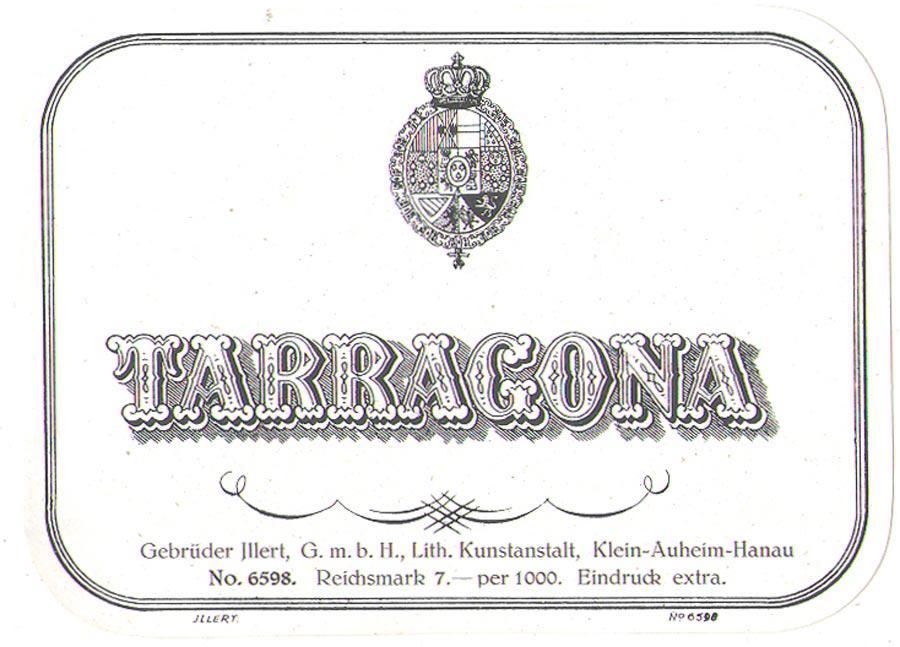 TARRAGONA
Gebrüder Jllert, G. m. b. H., Lith. Kunstanstalt, Klein-Auheim-Hanau
No. 6598. Reichsmark 7.— per 1000. Eindruck extra.
JLLERT. No 6598